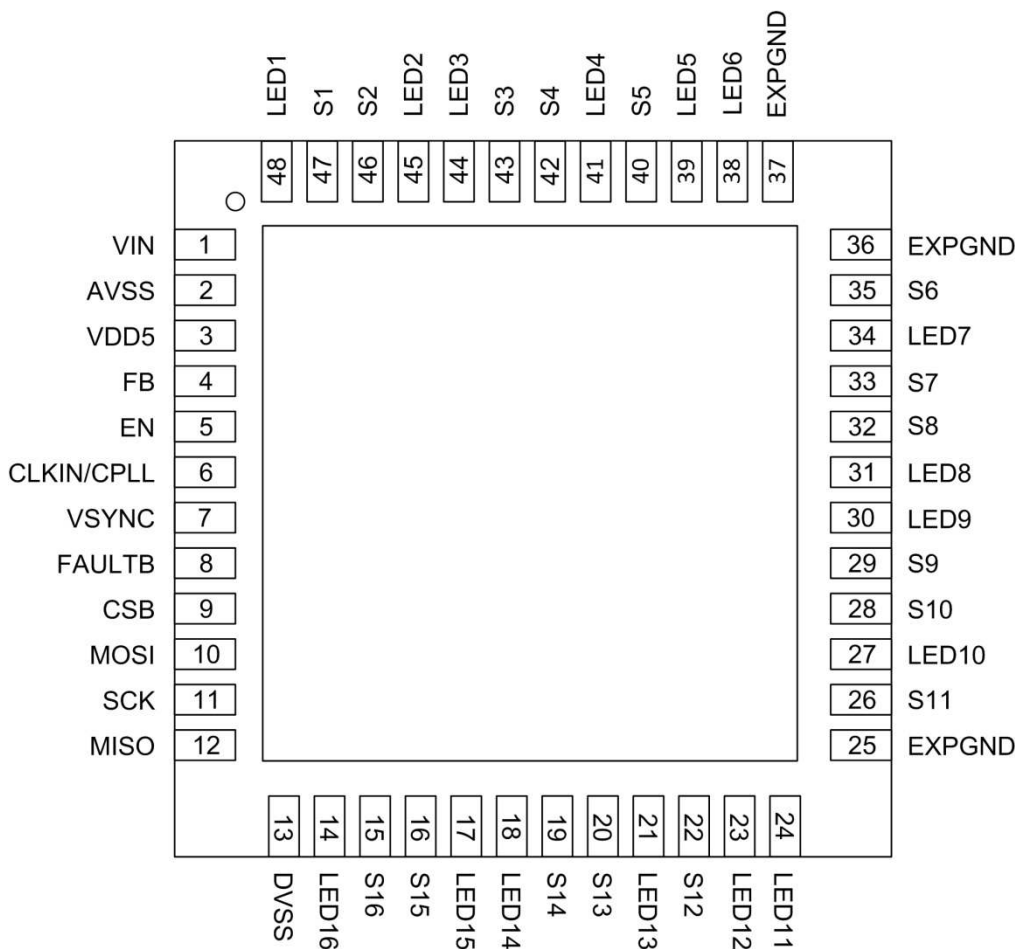 LED1 S1 S2 LED2 LED3 S3 S4 LED4 S5 LED5 LED6 EXPGND
48 47 46 45 44 43 42 41 40 39 38 37
VIN 1 36 EXPGND
AVSS 2 35 S6
VDD5 3 34 LED7
FB 4 33 S7
EN 5 32 S8
CLKIN/CPLL 6 31 LED8
VSYNC 7 30 LED9
FAULTB 8 29 S9
CSB 9 28 S10
MOSI 10 27 LED10
SCK 11 26 S11
MISO 12 25 EXPGND
13 14 15 16 17 18 19 20 21 22 23 24
DVSS LED16 S16 S15 LED15 LED14 S14 S13 LED13 S12 LED12 LED11